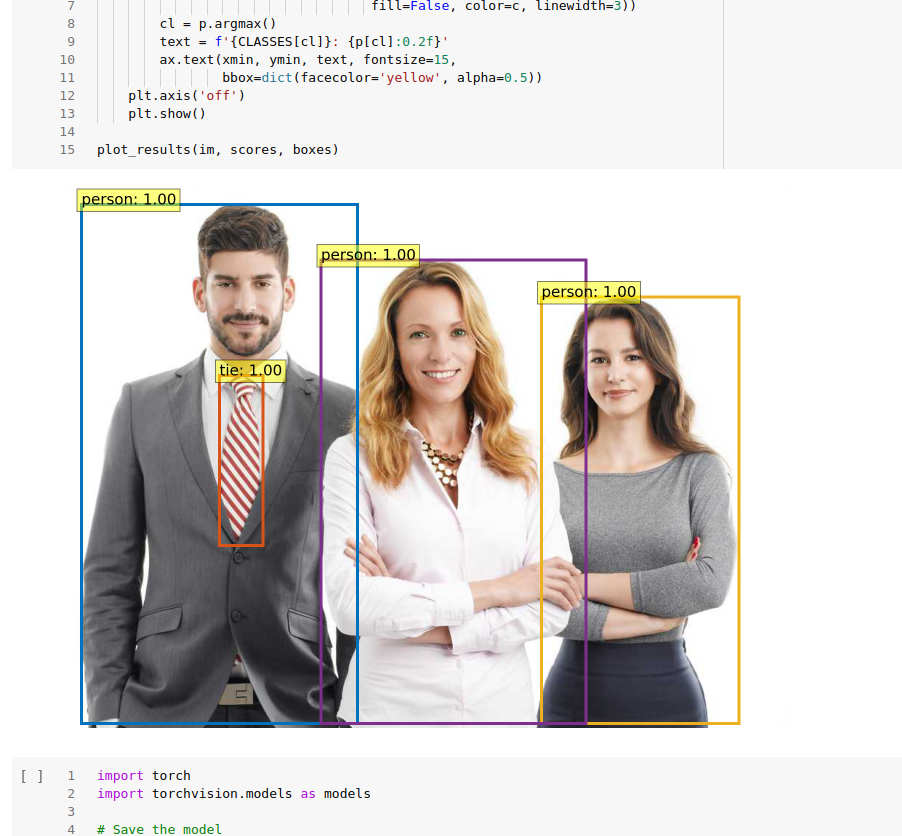 7 fill=False, color=c, linewidth=3))
8 cl = p.argmax()
9 text = f'{CLASSES[cl]}: {p[cl]:0.2f}'
10 ax.text(xmin, ymin, text, fontsize=15,
11 bbox=dict(facecolor='yellow', alpha=0.5))
12 plt.axis('off')
13 plt.show()
14
15 plot_results(im, scores, boxes)
person: 1.00
person: 1.00
person: 1.00
tie: 1.00
[ ] 1 import torch
2 import torchvision.models as models
3
4 # Save the model